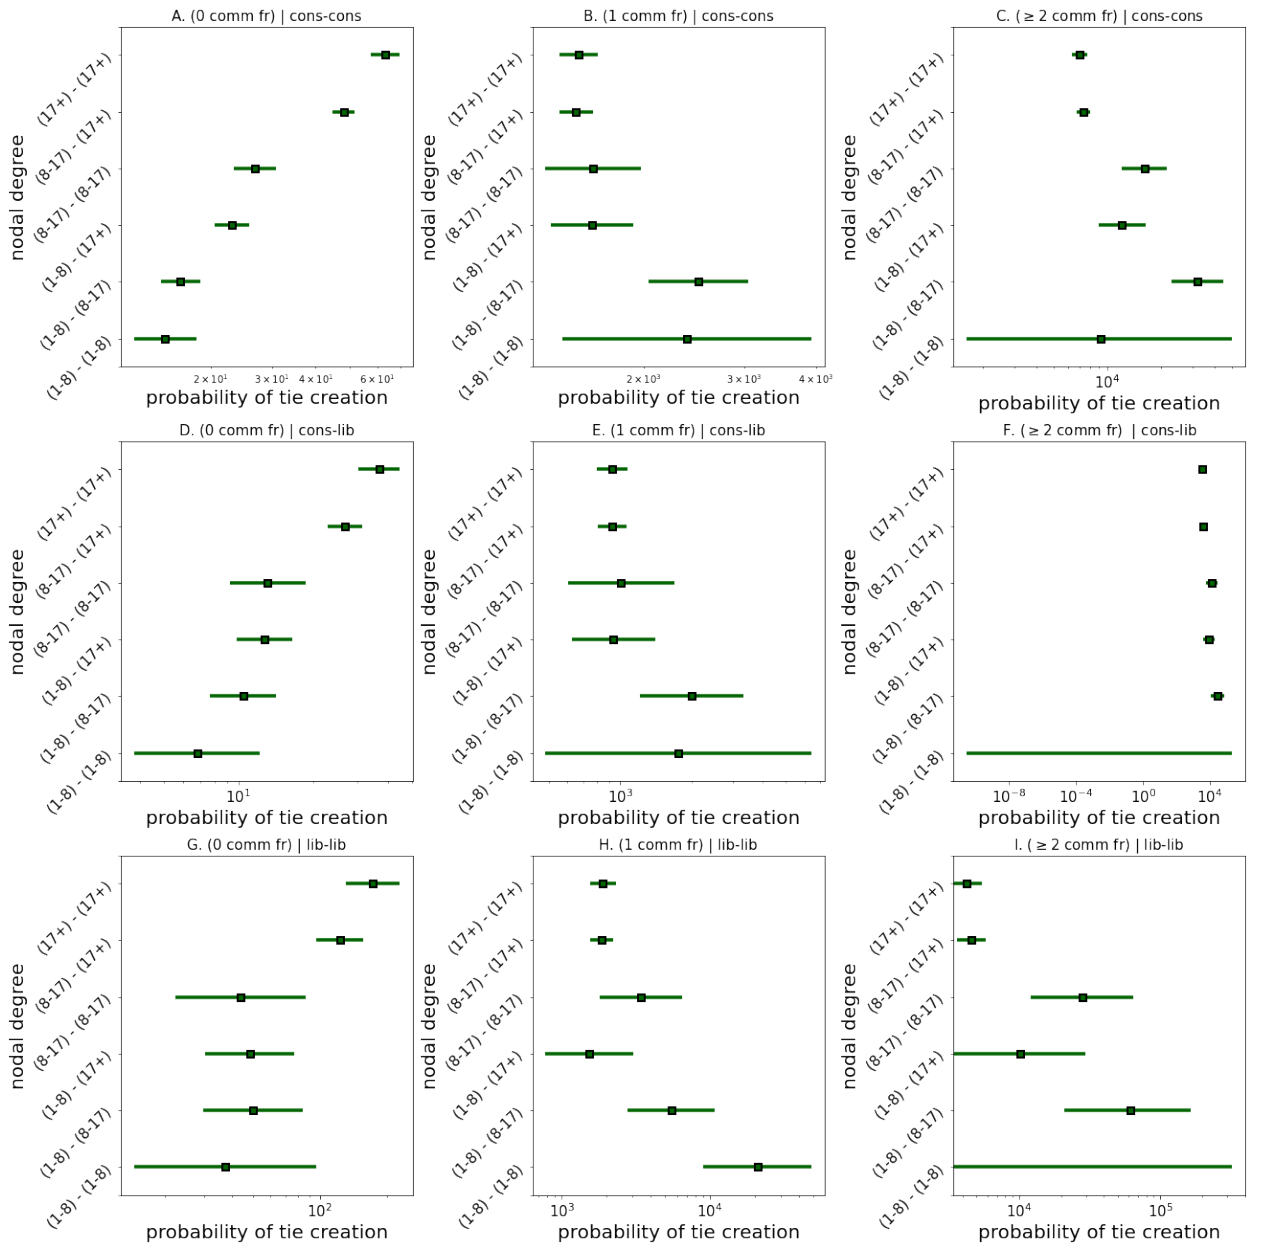 A. (0 comm fr) | cons-cons
nodal degree
(17+) - (17+)
(8-17) - (17+)
(8-17) - (8-17)
(1-8) - (17+)
(1-8) - (8-17)
(1-8) - (1-8)
2 × 10¹ 3 × 10¹ 4 × 10¹ 6 × 10¹
probability of tie creation
B. (1 comm fr) | cons-cons
nodal degree
(17+) - (17+)
(8-17) - (17+)
(8-17) - (8-17)
(1-8) - (17+)
(1-8) - (8-17)
(1-8) - (1-8)
2 × 10³ 3 × 10³ 4 × 10³
probability of tie creation
C. (≥ 2 comm fr) | cons-cons
nodal degree
(17+) - (17+)
(8-17) - (17+)
(8-17) - (8-17)
(1-8) - (17+)
(1-8) - (8-17)
(1-8) - (1-8)
10⁴
probability of tie creation
D. (0 comm fr) | cons-lib
nodal degree
(17+) - (17+)
(8-17) - (17+)
(8-17) - (8-17)
(1-8) - (17+)
(1-8) - (8-17)
(1-8) - (1-8)
10¹
probability of tie creation
E. (1 comm fr) | cons-lib
nodal degree
(17+) - (17+)
(8-17) - (17+)
(8-17) - (8-17)
(1-8) - (17+)
(1-8) - (8-17)
(1-8) - (1-8)
10³
probability of tie creation
F. (≥ 2 comm fr) | cons-lib
nodal degree
(17+) - (17+)
(8-17) - (17+)
(8-17) - (8-17)
(1-8) - (17+)
(1-8) - (8-17)
(1-8) - (1-8)
10⁻⁸ 10⁻⁴ 10⁰ 10⁴
probability of tie creation
G. (0 comm fr) | lib-lib
nodal degree
(17+) - (17+)
(8-17) - (17+)
(8-17) - (8-17)
(1-8) - (17+)
(1-8) - (8-17)
(1-8) - (1-8)
10²
probability of tie creation
H. (1 comm fr) | lib-lib
nodal degree
(17+) - (17+)
(8-17) - (17+)
(8-17) - (8-17)
(1-8) - (17+)
(1-8) - (8-17)
(1-8) - (1-8)
10³ 10⁴
probability of tie creation
I. (≥ 2 comm fr) | lib-lib
nodal degree
(17+) - (17+)
(8-17) - (17+)
(8-17) - (8-17)
(1-8) - (17+)
(1-8) - (8-17)
(1-8) - (1-8)
10⁴ 10⁵
probability of tie creation